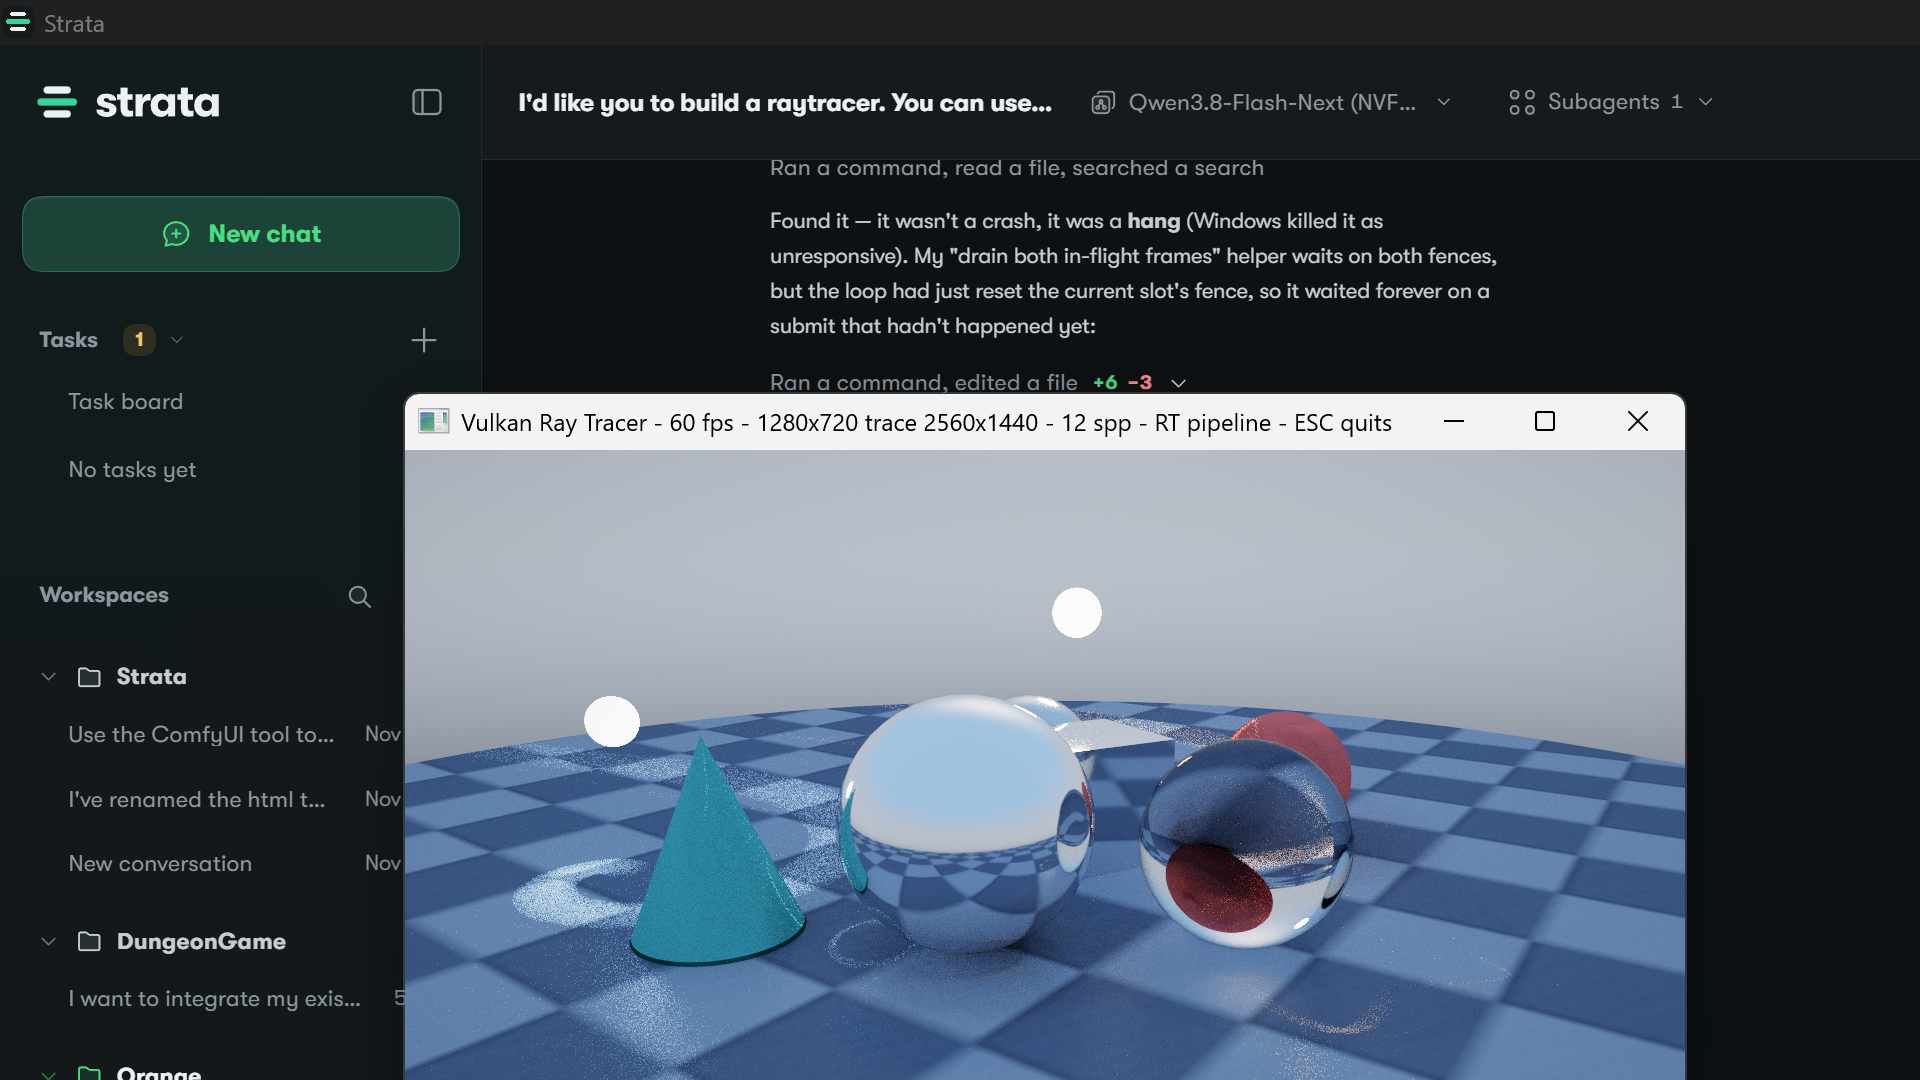 Strata
strata
I'd like you to build a raytracer. You can use...
Qwen3.8-Flash-Next (NVF...
Subagents 1
New chat
Tasks 1
Task board
No tasks yet
Workspaces
Strata
Use the ComfyUI tool to... Nov
I've renamed the html t... Nov
New conversation Nov
DungeonGame
I want to integrate my exis... 5
Orange
Ran a command, read a file, searched a search
Found it — it wasn't a crash, it was a hang (Windows killed it as
unresponsive). My "drain both in-flight frames" helper waits on both fences,
but the loop had just reset the current slot's fence, so it waited forever on a
submit that hadn't happened yet:
Ran a command, edited a file +6 -3
Vulkan Ray Tracer - 60 fps - 1280x720 trace 2560x1440 - 12 spp - RT pipeline - ESC quits